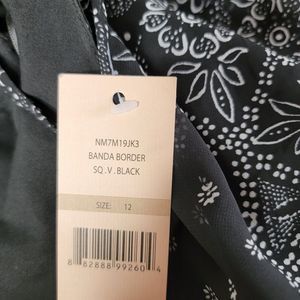 NM7M19JK3
BANDA BORDER
SQ .V . BLACK
SIZE: 12
8 82888 99260 4